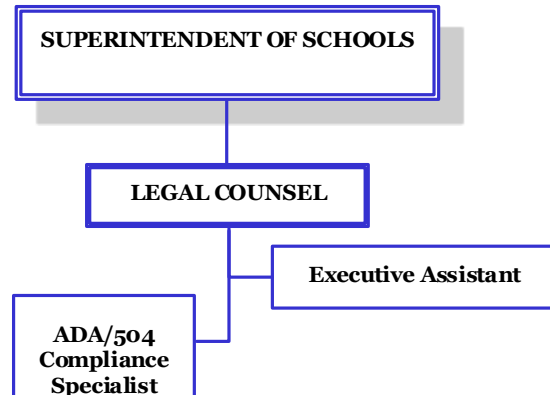 SUPERINTENDENT OF SCHOOLS
LEGAL COUNSEL
Executive Assistant
ADA/504
Compliance
Specialist